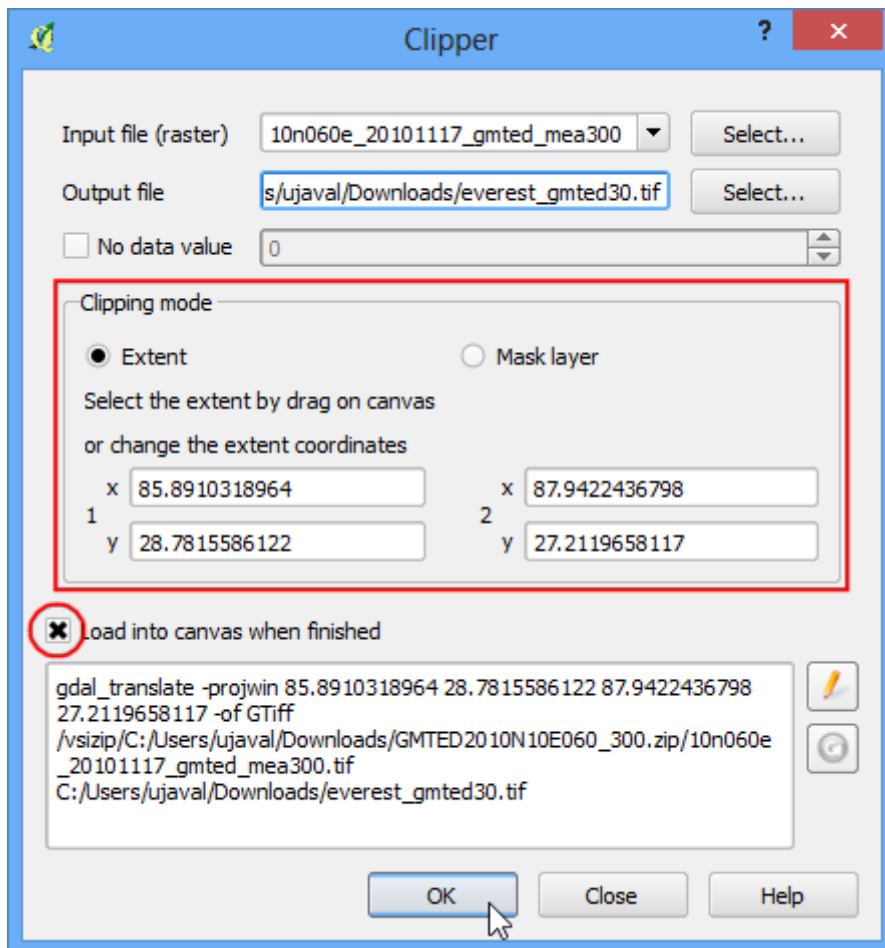 Clipper
?
Input file (raster) 10n060e_20101117_gmted_mea300 Select...
Output file s/ujaval/Downloads/everest_gmted30.tif Select...
No data value 0
Clipping mode
Extent Mask layer
Select the extent by drag on canvas
or change the extent coordinates
x 85.8910318964 x 87.9422436798
1 2
y 28.7815586122 y 27.2119658117
Load into canvas when finished
gdal_translate -projwin 85.8910318964 28.7815586122 87.9422436798
27.2119658117 -of GTiff
/vsizip/C:/Users/ujaval/Downloads/GMTED2010N10E060_300.zip/10n060e
_20101117_gmted_mea300.tif
C:/Users/ujaval/Downloads/everest_gmted30.tif
OK Close Help